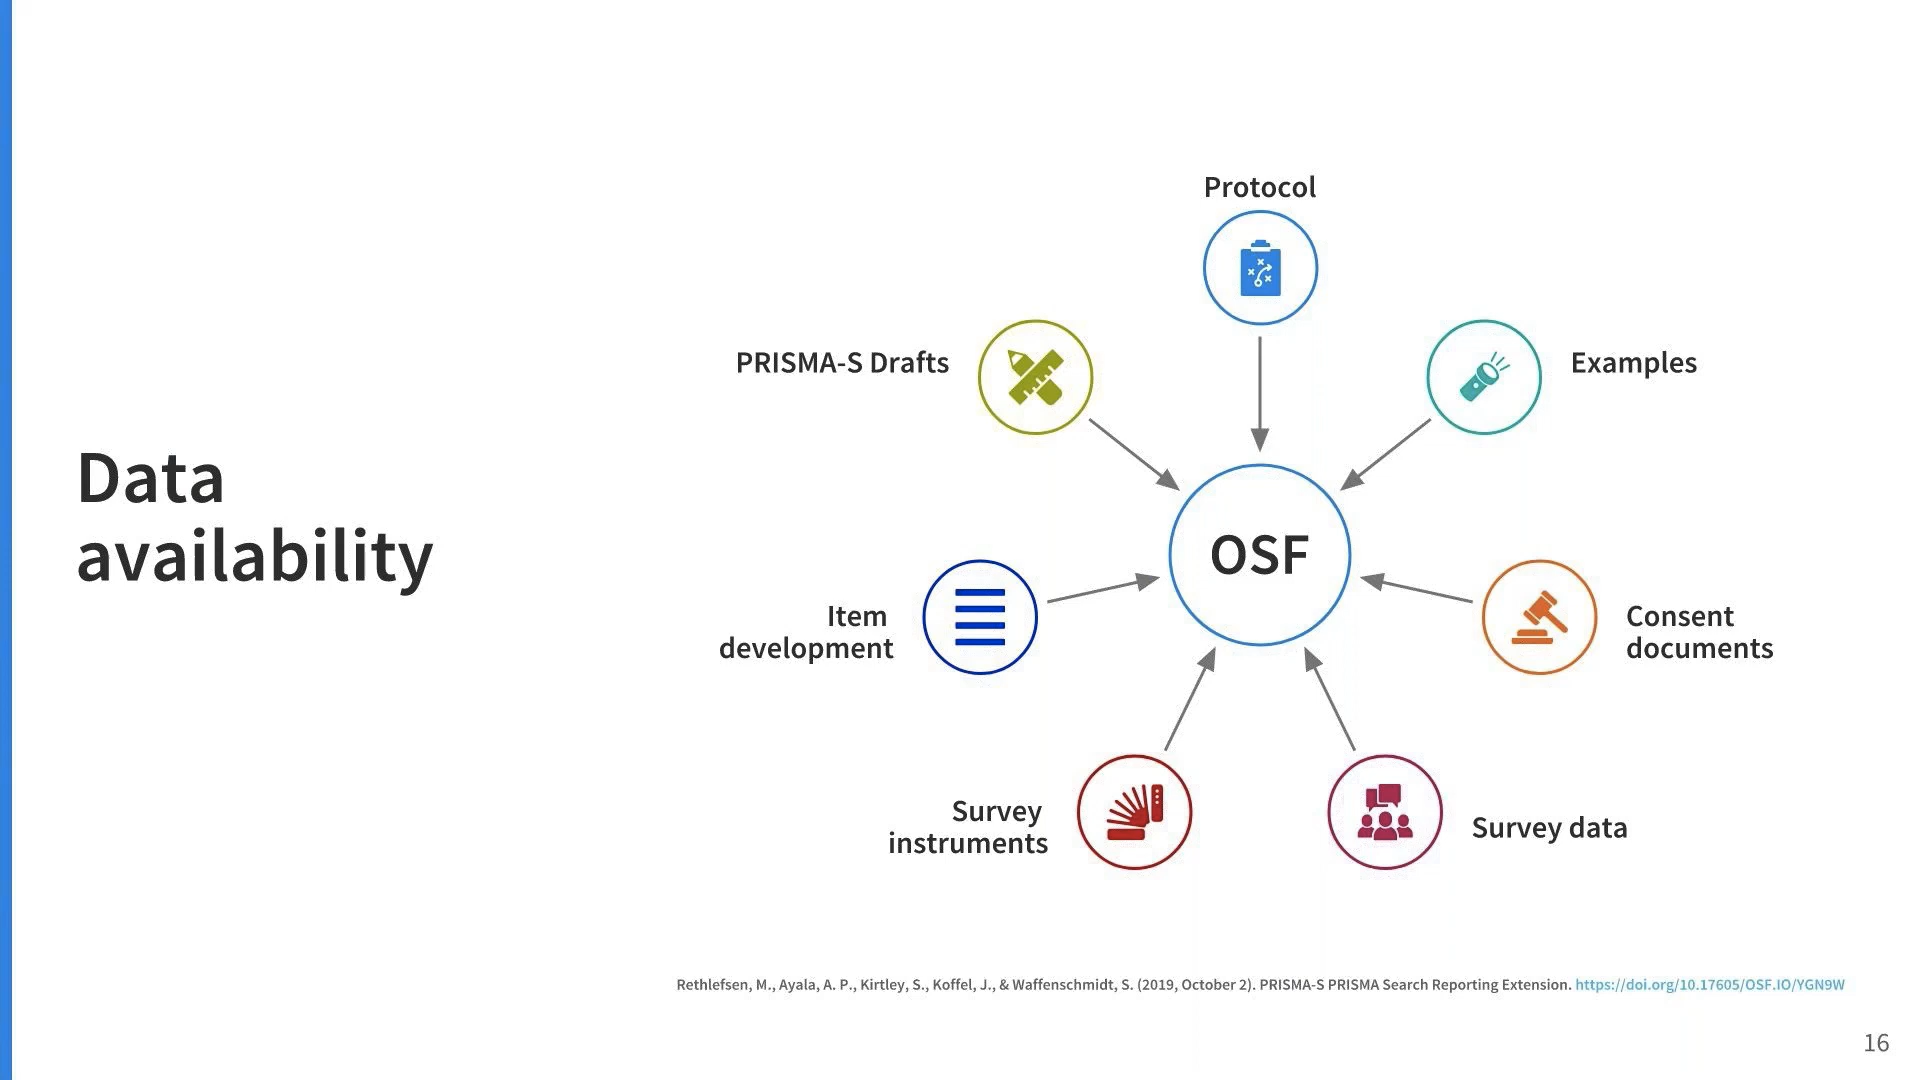 Data
availability
Protocol
PRISMA-S Drafts
Examples
OSF
Item
development
Consent
documents
Survey
instruments
Survey data
Rethlefsen, M., Ayala, A. P., Kirtley, S., Koffel, J., & Waffenschmidt, S. (2019, October 2). PRISMA-S PRISMA Search Reporting Extension. https://doi.org/10.17605/OSF.IO/YGN9W
16